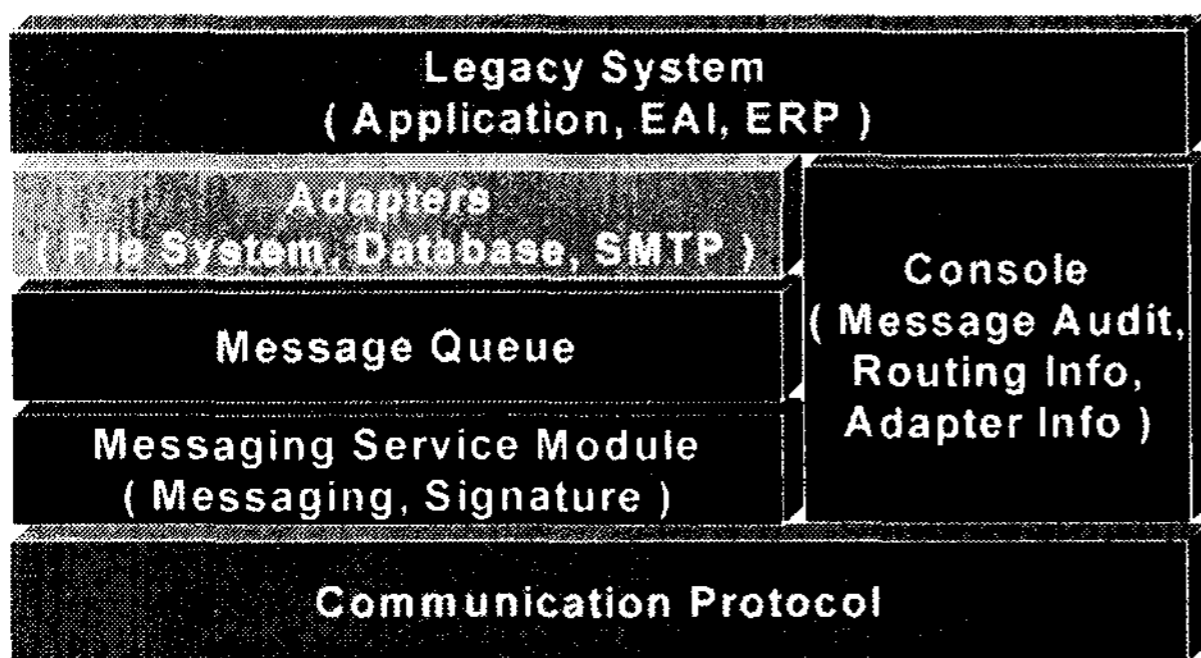 Legacy System
( Application, EAI, ERP )
Adapters
( File System, Database, SMTP )
Message Queue
Messaging Service Module
( Messaging, Signature )
Console
( Message Audit,
Routing Info,
Adapter Info )
Communication Protocol